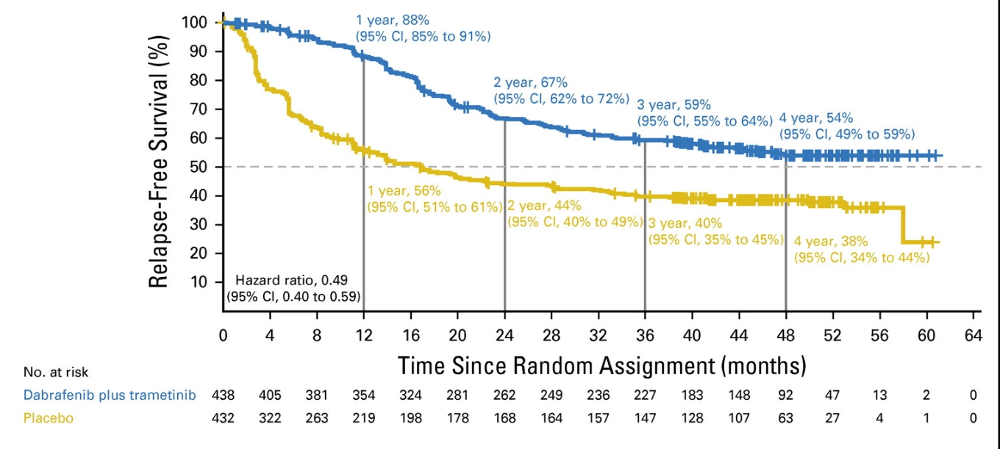 100
90
80
70
60
50
40
30
20
10
Relapse-Free Survival (%)
1 year, 88%
(95% CI, 85% to 91%)
2 year, 67%
(95% CI, 62% to 72%)
3 year, 59%
(95% CI, 55% to 64%)
4 year, 54%
(95% CI, 49% to 59%)
1 year, 56%
(95% CI, 51% to 61%)
2 year, 44%
(95% CI, 40% to 49%)
3 year, 40%
(95% CI, 35% to 45%)
4 year, 38%
(95% CI, 34% to 44%)
Hazard ratio, 0.49
(95% CI, 0.40 to 0.59)
0 4 8 12 16 20 24 28 32 36 40 44 48 52 56 60 64
Time Since Random Assignment (months)
No. at risk
Dabrafenib plus trametinib 438 405 381 354 324 281 262 249 236 227 183 148 92 47 13 2 0
Placebo 432 322 263 219 198 178 168 164 157 147 128 107 63 27 4 1 0